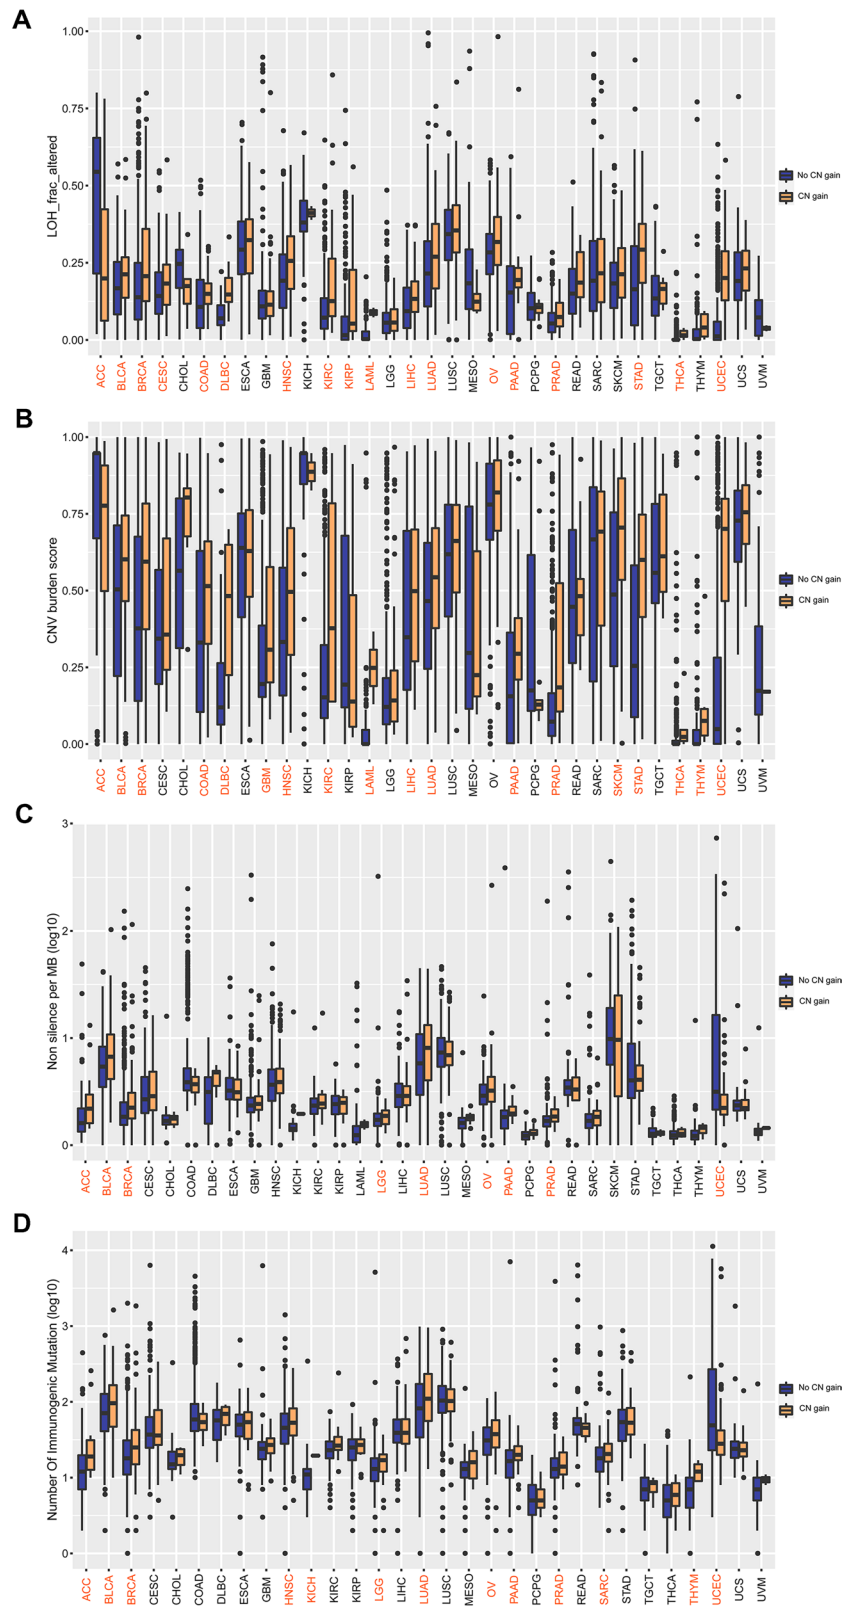 A
1.00
0.75
0.50
0.25
0.00
LOH_frac_altered
ACC BLCA BRCA CESC CHOL COAD DLBC ESCA GBM HNSC KICH KIRC KIRP LAML LGG LIHC LUAD LUSC MESO OV PAAD PCPG PRAD READ SARC SKCM STAD TGCT THCA THYM UCEC UCS UVM
No CN gain
CN gain
B
1.00
0.75
0.50
0.25
0.00
CNV burden score
ACC BLCA BRCA CESC CHOL COAD DLBC ESCA GBM HNSC KICH KIRC KIRP LAML LGG LIHC LUAD LUSC MESO OV PAAD PCPG PRAD READ SARC SKCM STAD TGCT THCA THYM UCEC UCS UVM
No CN gain
CN gain
C
3
2
1
0
Non silence per MB (log10)
ACC BLCA BRCA CESC CHOL COAD DLBC ESCA GBM HNSC KICH KIRC KIRP LAML LGG LIHC LUAD LUSC MESO OV PAAD PCPG PRAD READ SARC SKCM STAD TGCT THCA THYM UCEC UCS UVM
No CN gain
CN gain
D
4
3
2
1
0
Number Of Immunogenic Mutation (log10)
ACC BLCA BRCA CESC CHOL COAD DLBC ESCA GBM HNSC KICH KIRC KIRP LGG LIHC LUAD LUSC MESO OV PAAD PCPG PRAD READ SARC STAD TGCT THCA THYM UCEC UCS UVM
No CN gain
CN gain